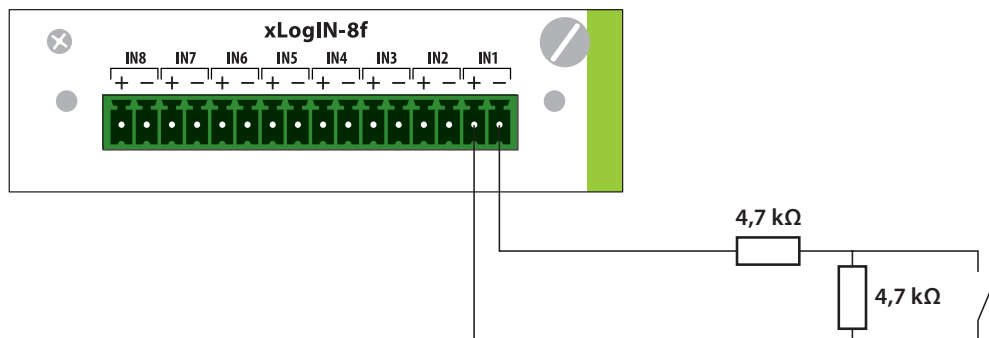 xLogIN-8f
IN8 IN7 IN6 IN5 IN4 IN3 IN2 IN1
+ − + − + − + − + − + − + − + −
4,7 kΩ
4,7 kΩ